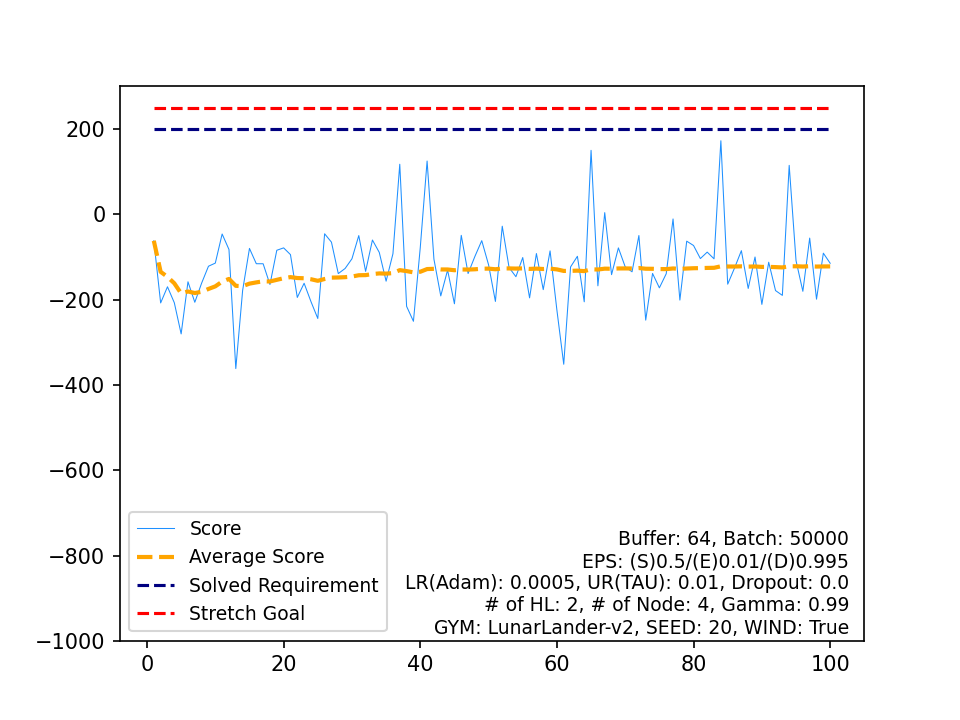 200
0
−200
−400
−600
−800
−1000
0 20 40 60 80 100
Score
Average Score
Solved Requirement
Stretch Goal
Buffer: 64, Batch: 50000
EPS: (S)0.5/(E)0.01/(D)0.995
LR(Adam): 0.0005, UR(TAU): 0.01, Dropout: 0.0
# of HL: 2, # of Node: 4, Gamma: 0.99
GYM: LunarLander-v2, SEED: 20, WIND: True